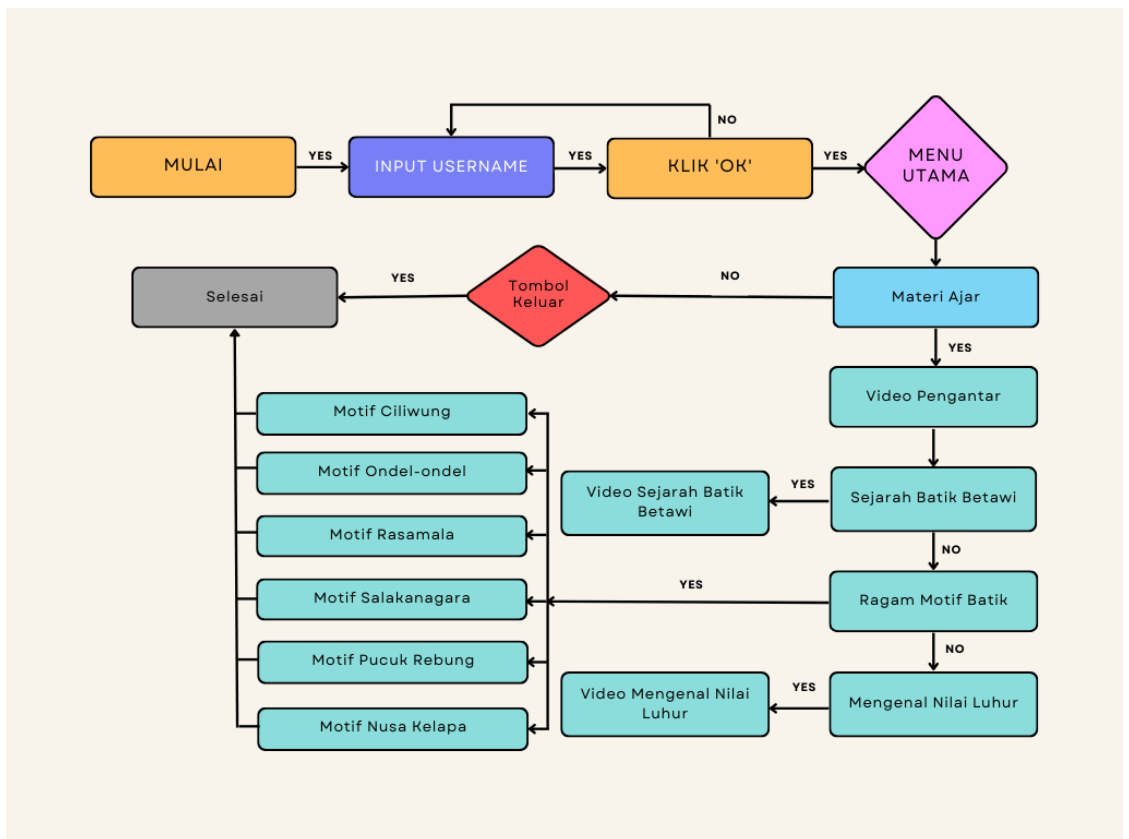 NO
MULAI
YES
INPUT USERNAME
YES
KLIK 'OK'
YES
MENU
UTAMA
Selesai
YES
Tombol
Keluar
NO
Materi Ajar
YES
Video Pengantar
Motif Ciliwung
Motif Ondel-ondel
Video Sejarah Batik
Betawi
YES
Sejarah Batik Betawi
NO
Motif Rasamala
Motif Salakanagara
YES
Ragam Motif Batik
NO
Motif Pucuk Rebung
Video Mengenal Nilai
Luhur
YES
Mengenal Nilai Luhur
Motif Nusa Kelapa